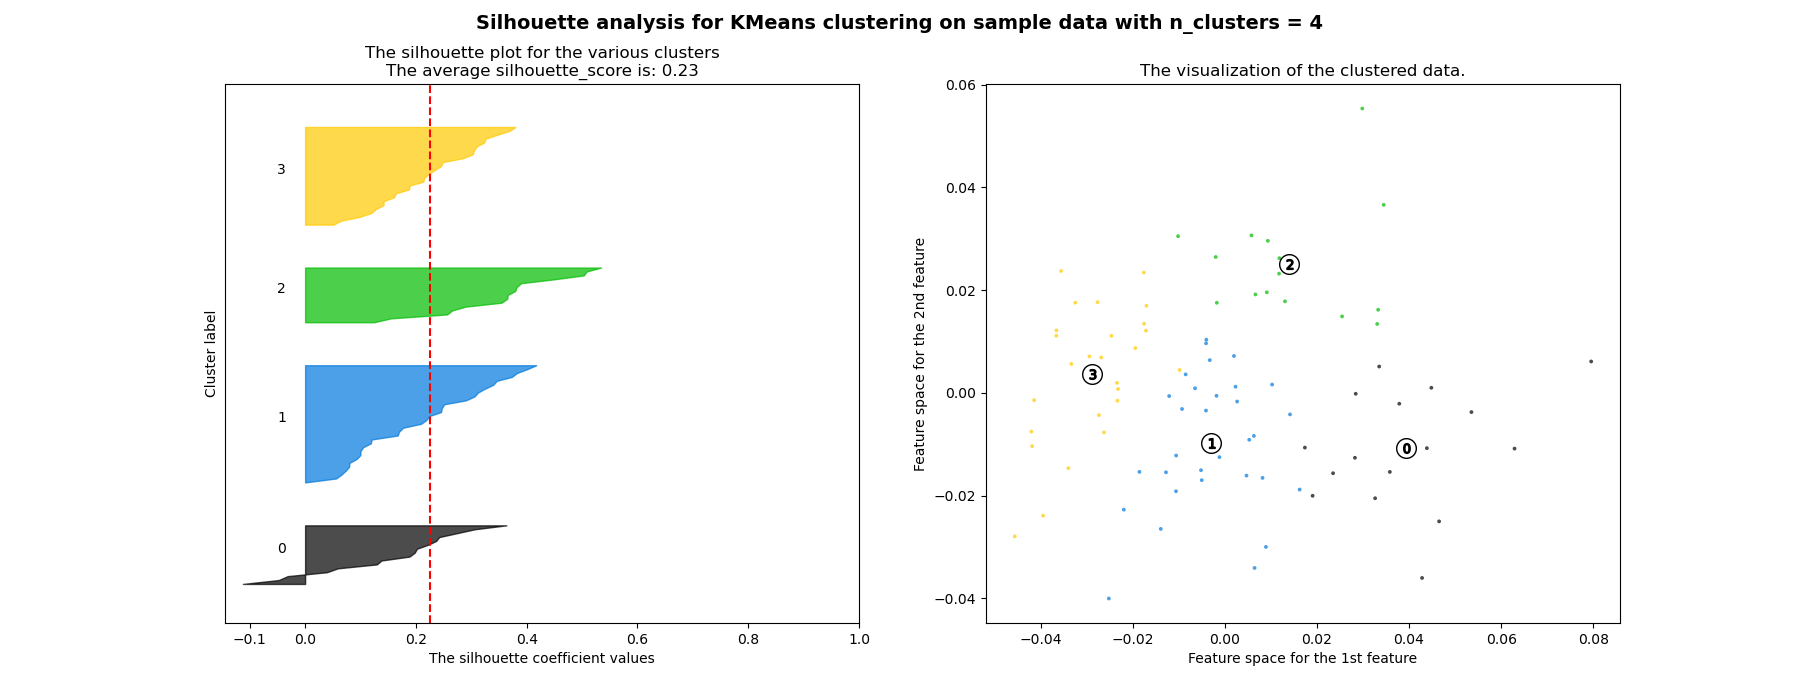 Silhouette analysis for KMeans clustering on sample data with n_clusters = 4
The silhouette plot for the various clusters
The average silhouette_score is: 0.23
Cluster label
3
2
1
0
−0.1 0.0 0.2 0.4 0.6 0.8 1.0
The silhouette coefficient values
The visualization of the clustered data.
Feature space for the 2nd feature
0.06
0.04
0.02
0.00
−0.02
−0.04
2
3
1
0
−0.04 −0.02 0.00 0.02 0.04 0.06 0.08
Feature space for the 1st feature